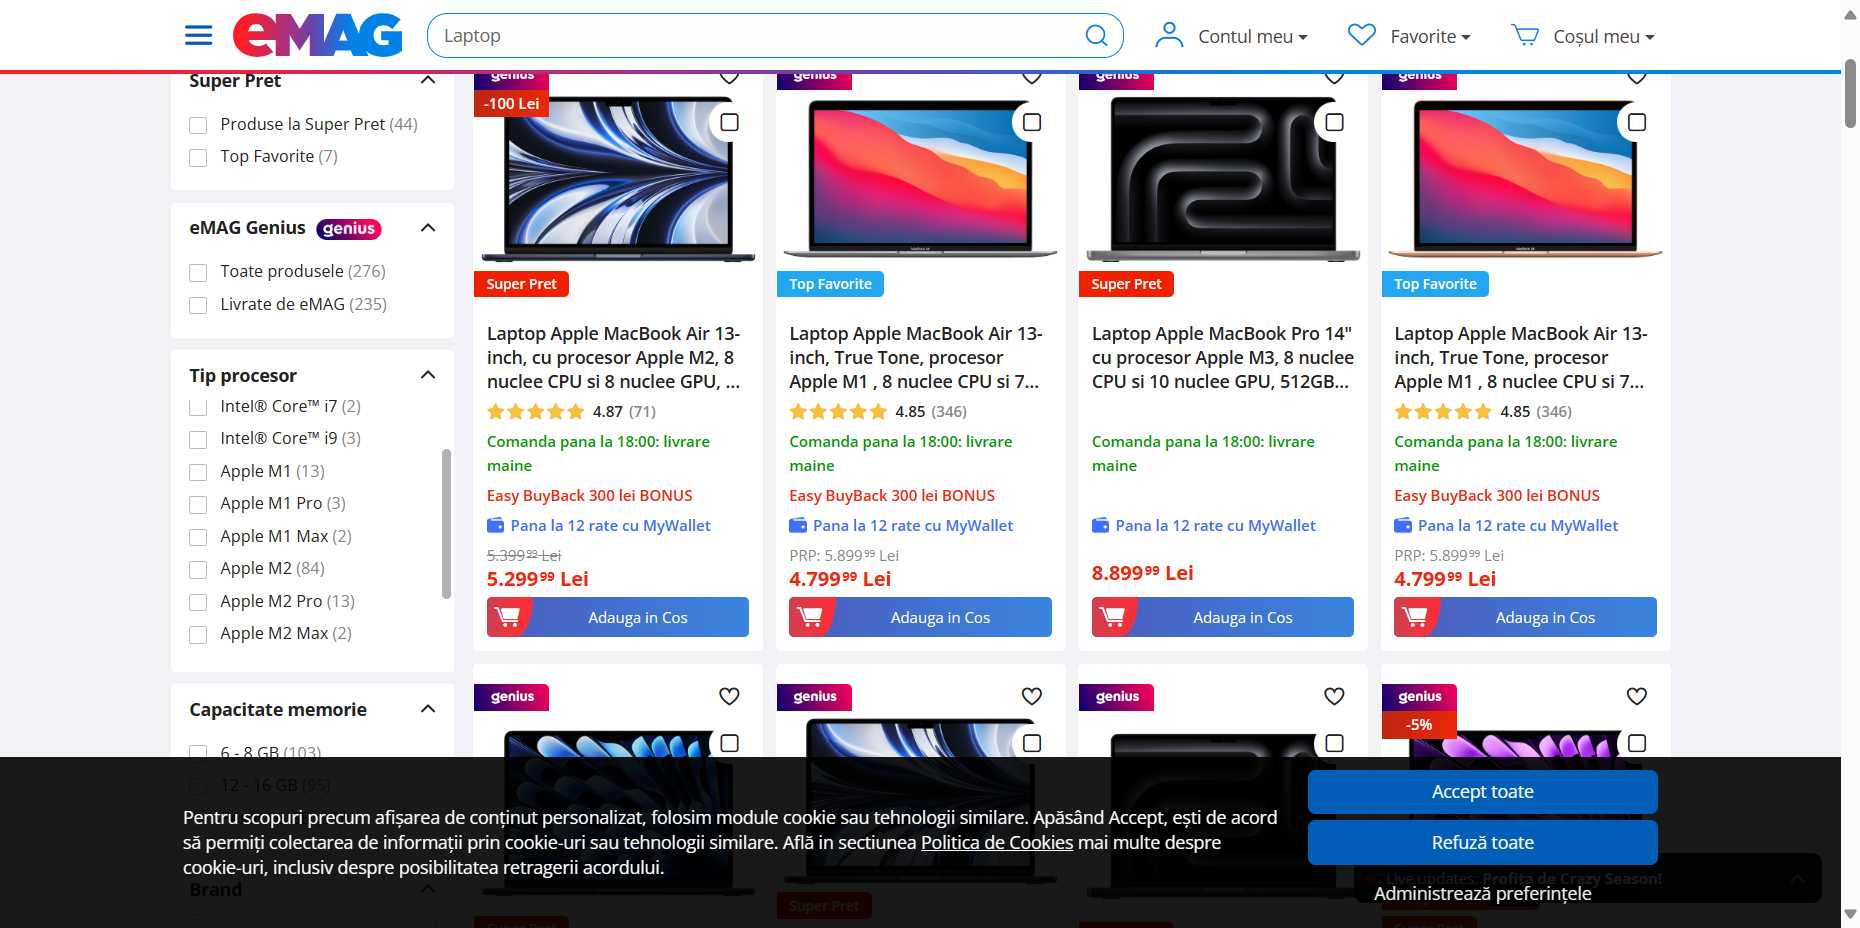 eMAG
Laptop
Contul meu
Favorite
Coșul meu
Super Pret
Produse la Super Pret (44)
Top Favorite (7)
eMAG Genius genius
Toate produsele (276)
Livrate de eMAG (235)
Tip procesor
Intel® Core™ i7 (2)
Intel® Core™ i9 (3)
Apple M1 (13)
Apple M1 Pro (3)
Apple M1 Max (2)
Apple M2 (84)
Apple M2 Pro (13)
Apple M2 Max (2)
Capacitate memorie
6 - 8 GB (103)
12 - 16 GB (95)
Brand
genius
-100 Lei
Super Pret
Laptop Apple MacBook Air 13-
inch, cu procesor Apple M2, 8
nuclee CPU si 8 nuclee GPU, ...
4.87 (71)
Comanda pana la 18:00: livrare
maine
Easy BuyBack 300 lei BONUS
Pana la 12 rate cu MyWallet
5.399⁹⁹ Lei
5.299⁹⁹ Lei
Adauga in Cos
genius
Top Favorite
Laptop Apple MacBook Air 13-
inch, True Tone, procesor
Apple M1 , 8 nuclee CPU si 7...
4.85 (346)
Comanda pana la 18:00: livrare
maine
Easy BuyBack 300 lei BONUS
Pana la 12 rate cu MyWallet
PRP: 5.899⁹⁹ Lei
4.799⁹⁹ Lei
Adauga in Cos
genius
Super Pret
Laptop Apple MacBook Pro 14"
cu procesor Apple M3, 8 nuclee
CPU si 10 nuclee GPU, 512GB...
Comanda pana la 18:00: livrare
maine
Pana la 12 rate cu MyWallet
8.899⁹⁹ Lei
Adauga in Cos
genius
Top Favorite
Laptop Apple MacBook Air 13-
inch, True Tone, procesor
Apple M1 , 8 nuclee CPU si 7...
4.85 (346)
Comanda pana la 18:00: livrare
maine
Easy BuyBack 300 lei BONUS
Pana la 12 rate cu MyWallet
PRP: 5.899⁹⁹ Lei
4.799⁹⁹ Lei
Adauga in Cos
genius
genius
Super Pret
genius
genius
-5%
Pentru scopuri precum afișarea de conținut personalizat, folosim module cookie sau tehnologii similare. Apăsând Accept, ești de acord
să permiți colectarea de informații prin cookie-uri sau tehnologii similare. Află in sectiunea Politica de Cookies mai multe despre
cookie-uri, inclusiv despre posibilitatea retragerii acordului.
Accept toate
Refuză toate
Live updates: Profita de Crazy Season!
Administrează preferințele